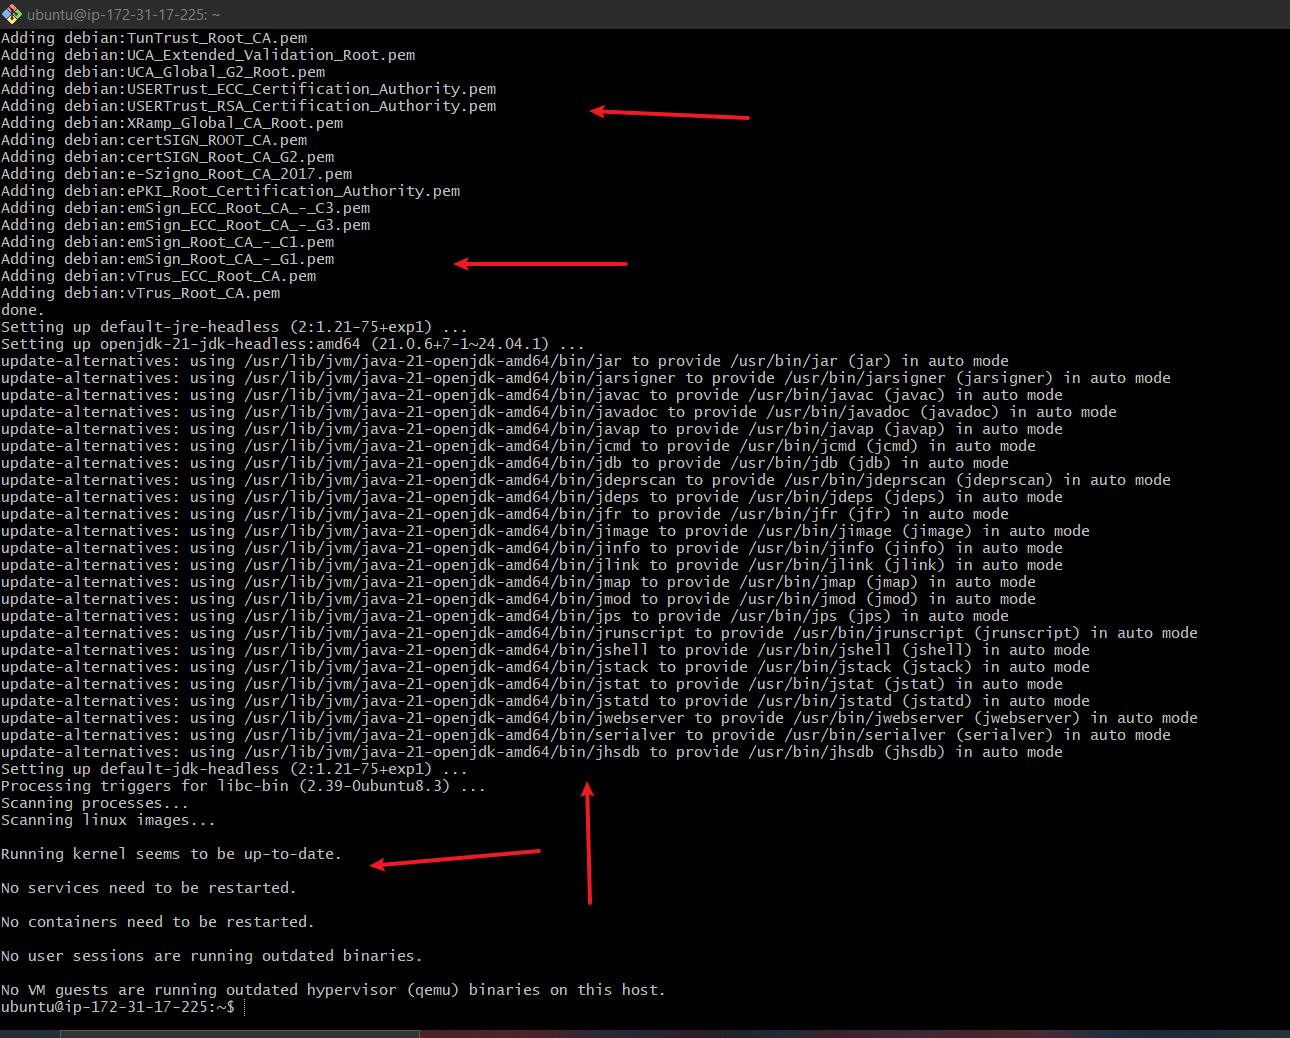 ubuntu@ip-172-31-17-225: ~
Adding debian:TunTrust_Root_CA.pem
Adding debian:UCA_Extended_Validation_Root.pem
Adding debian:UCA_Global_G2_Root.pem
Adding debian:USERTrust_ECC_Certification_Authority.pem
Adding debian:USERTrust_RSA_Certification_Authority.pem
Adding debian:XRamp_Global_CA_Root.pem
Adding debian:certSIGN_ROOT_CA.pem
Adding debian:certSIGN_Root_CA_G2.pem
Adding debian:e-Szigno_Root_CA_2017.pem
Adding debian:ePKI_Root_Certification_Authority.pem
Adding debian:emSign_ECC_Root_CA_-_C3.pem
Adding debian:emSign_ECC_Root_CA_-_G3.pem
Adding debian:emSign_Root_CA_-_C1.pem
Adding debian:emSign_Root_CA_-_G1.pem
Adding debian:vTrus_ECC_Root_CA.pem
Adding debian:vTrus_Root_CA.pem
done.
Setting up default-jre-headless (2:1.21-75+exp1) ...
Setting up openjdk-21-jdk-headless:amd64 (21.0.6+7-1~24.04.1) ...
update-alternatives: using /usr/lib/jvm/java-21-openjdk-amd64/bin/jar to provide /usr/bin/jar (jar) in auto mode
update-alternatives: using /usr/lib/jvm/java-21-openjdk-amd64/bin/jarsigner to provide /usr/bin/jarsigner (jarsigner) in auto mode
update-alternatives: using /usr/lib/jvm/java-21-openjdk-amd64/bin/javac to provide /usr/bin/javac (javac) in auto mode
update-alternatives: using /usr/lib/jvm/java-21-openjdk-amd64/bin/javadoc to provide /usr/bin/javadoc (javadoc) in auto mode
update-alternatives: using /usr/lib/jvm/java-21-openjdk-amd64/bin/javap to provide /usr/bin/javap (javap) in auto mode
update-alternatives: using /usr/lib/jvm/java-21-openjdk-amd64/bin/jcmd to provide /usr/bin/jcmd (jcmd) in auto mode
update-alternatives: using /usr/lib/jvm/java-21-openjdk-amd64/bin/jdb to provide /usr/bin/jdb (jdb) in auto mode
update-alternatives: using /usr/lib/jvm/java-21-openjdk-amd64/bin/jdeprscan to provide /usr/bin/jdeprscan (jdeprscan) in auto mode
update-alternatives: using /usr/lib/jvm/java-21-openjdk-amd64/bin/jdeps to provide /usr/bin/jdeps (jdeps) in auto mode
update-alternatives: using /usr/lib/jvm/java-21-openjdk-amd64/bin/jfr to provide /usr/bin/jfr (jfr) in auto mode
update-alternatives: using /usr/lib/jvm/java-21-openjdk-amd64/bin/jimage to provide /usr/bin/jimage (jimage) in auto mode
update-alternatives: using /usr/lib/jvm/java-21-openjdk-amd64/bin/jinfo to provide /usr/bin/jinfo (jinfo) in auto mode
update-alternatives: using /usr/lib/jvm/java-21-openjdk-amd64/bin/jlink to provide /usr/bin/jlink (jlink) in auto mode
update-alternatives: using /usr/lib/jvm/java-21-openjdk-amd64/bin/jmap to provide /usr/bin/jmap (jmap) in auto mode
update-alternatives: using /usr/lib/jvm/java-21-openjdk-amd64/bin/jmod to provide /usr/bin/jmod (jmod) in auto mode
update-alternatives: using /usr/lib/jvm/java-21-openjdk-amd64/bin/jps to provide /usr/bin/jps (jps) in auto mode
update-alternatives: using /usr/lib/jvm/java-21-openjdk-amd64/bin/jrunscript to provide /usr/bin/jrunscript (jrunscript) in auto mode
update-alternatives: using /usr/lib/jvm/java-21-openjdk-amd64/bin/jshell to provide /usr/bin/jshell (jshell) in auto mode
update-alternatives: using /usr/lib/jvm/java-21-openjdk-amd64/bin/jstack to provide /usr/bin/jstack (jstack) in auto mode
update-alternatives: using /usr/lib/jvm/java-21-openjdk-amd64/bin/jstat to provide /usr/bin/jstat (jstat) in auto mode
update-alternatives: using /usr/lib/jvm/java-21-openjdk-amd64/bin/jstatd to provide /usr/bin/jstatd (jstatd) in auto mode
update-alternatives: using /usr/lib/jvm/java-21-openjdk-amd64/bin/jwebserver to provide /usr/bin/jwebserver (jwebserver) in auto mode
update-alternatives: using /usr/lib/jvm/java-21-openjdk-amd64/bin/serialver to provide /usr/bin/serialver (serialver) in auto mode
update-alternatives: using /usr/lib/jvm/java-21-openjdk-amd64/bin/jhsdb to provide /usr/bin/jhsdb (jhsdb) in auto mode
Setting up default-jdk-headless (2:1.21-75+exp1) ...
Processing triggers for libc-bin (2.39-0ubuntu8.3) ...
Scanning processes...
Scanning linux images...
Running kernel seems to be up-to-date.
No services need to be restarted.
No containers need to be restarted.
No user sessions are running outdated binaries.
No VM guests are running outdated hypervisor (qemu) binaries on this host.
ubuntu@ip-172-31-17-225:~$